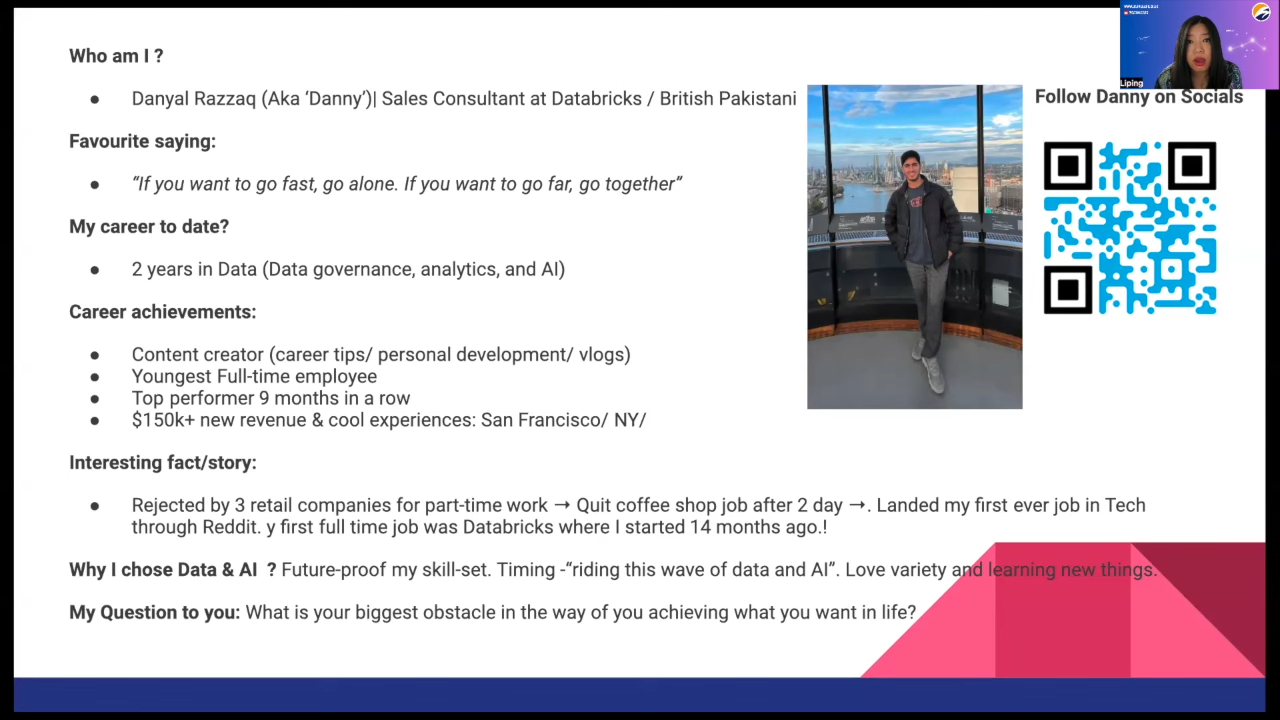 Who am I ?
● Danyal Razzaq (Aka ‘Danny’)| Sales Consultant at Databricks / British Pakistani
Follow Danny on Socials
Liping
Favourite saying:
● “If you want to go fast, go alone. If you want to go far, go together”
My career to date?
● 2 years in Data (Data governance, analytics, and AI)
Career achievements:
● Content creator (career tips/ personal development/ vlogs)
● Youngest Full-time employee
● Top performer 9 months in a row
● $150k+ new revenue & cool experiences: San Francisco/ NY/
Interesting fact/story:
● Rejected by 3 retail companies for part-time work → Quit coffee shop job after 2 day →. Landed my first ever job in Tech
through Reddit. y first full time job was Databricks where I started 14 months ago.!
Why I chose Data & AI ? Future-proof my skill-set. Timing -“riding this wave of data and AI”. Love variety and learning new things.
My Question to you: What is your biggest obstacle in the way of you achieving what you want in life?